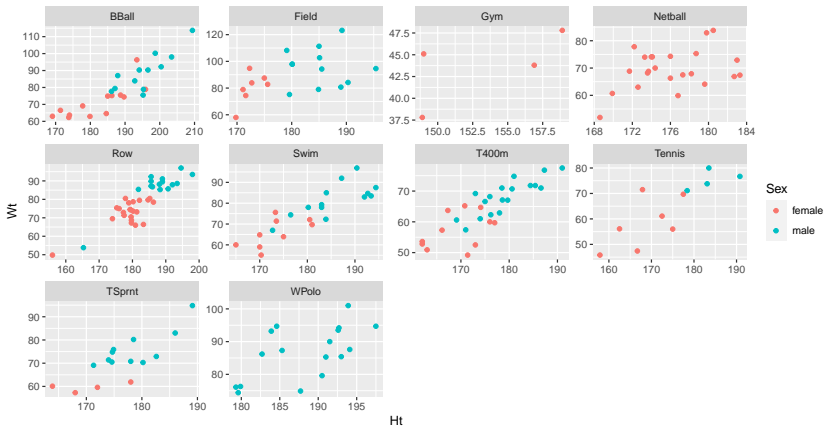 BBall Field Gym Netball
110
100
90
80
70
60
170 180 190 200 210
120
100
80
60
170 180 190
47.5
45.0
42.5
40.0
37.5
150.0 152.5 155.0 157.5
80
70
60
168 172 176 180 184
Row Swim T400m Tennis
90
80
70
60
50
160 170 180 190 200
90
80
70
60
170 180 190
70
60
50
170 180 190
80
70
60
50
160 170 180 190
TSprnt WPolo
90
80
70
60
170 180 190
100
90
80
180 185 190 195
Wt
Ht
Sex
female
male